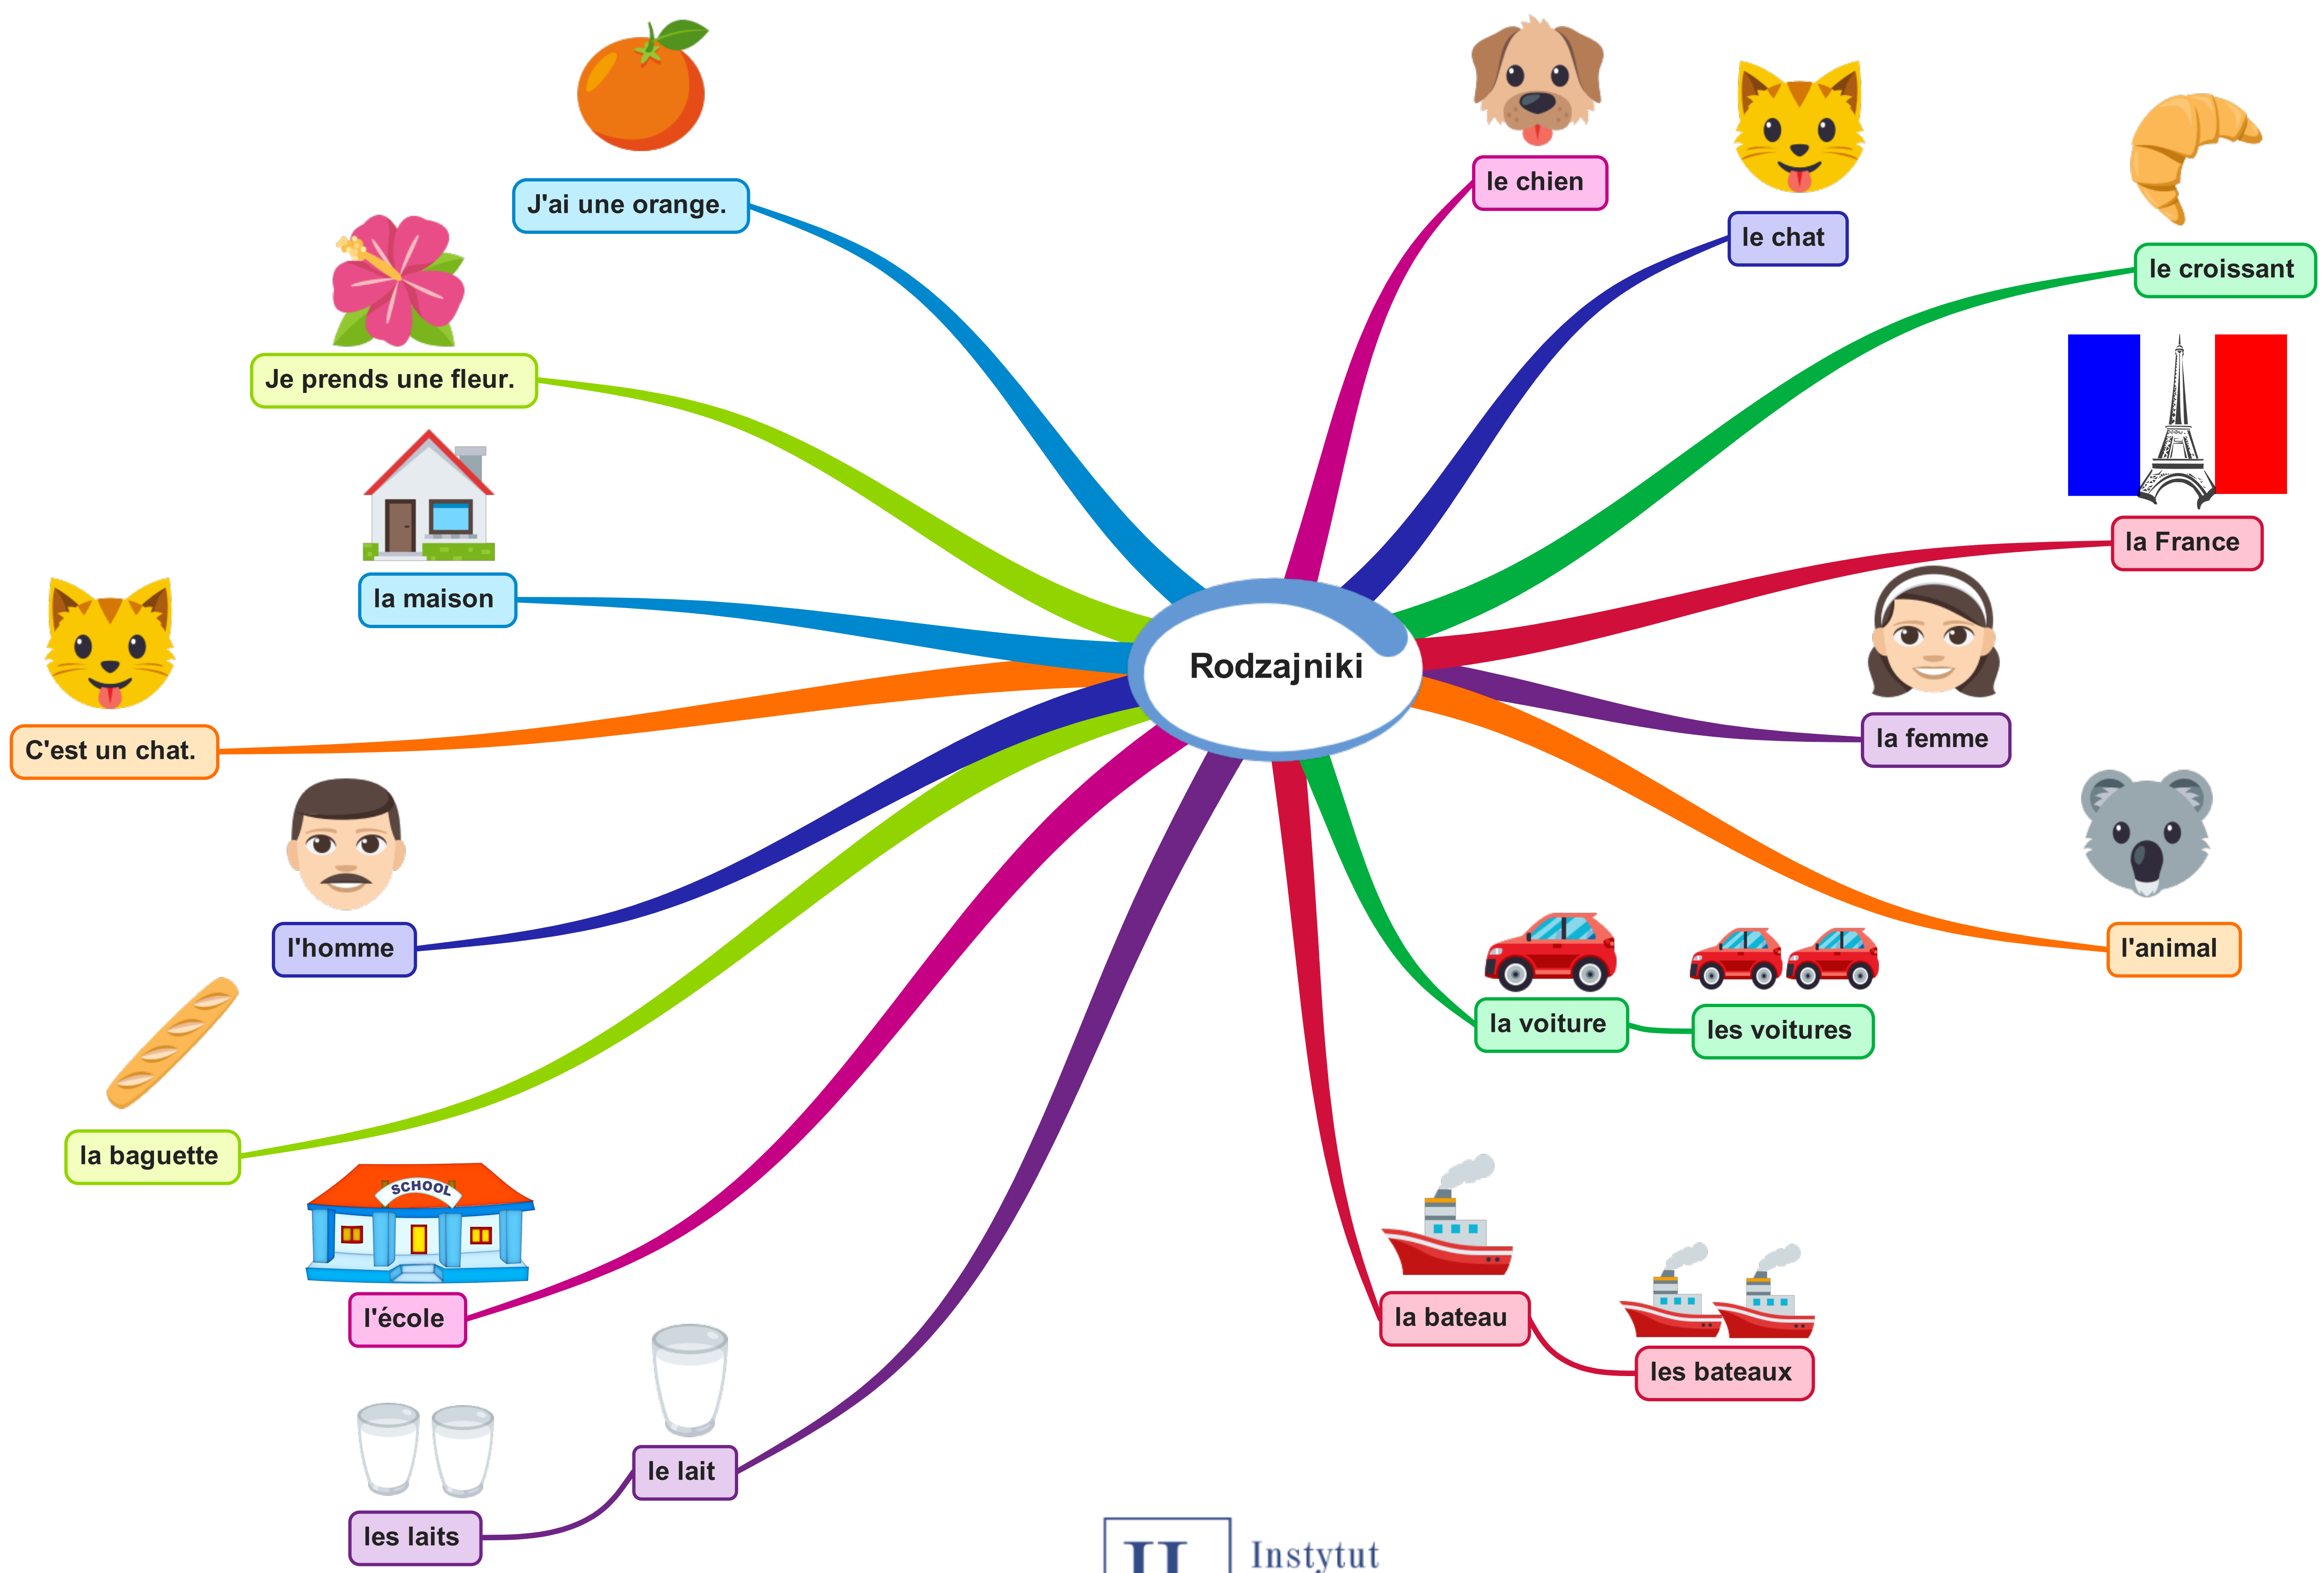 Rodzajniki
le chien
le chat
le croissant
la France
la femme
l'animal
la voiture
les voitures
la bateau
les bateaux
J'ai une orange.
Je prends une fleur.
la maison
C'est un chat.
l'homme
la baguette
SCHOOL
l'école
le lait
les laits
Instytut